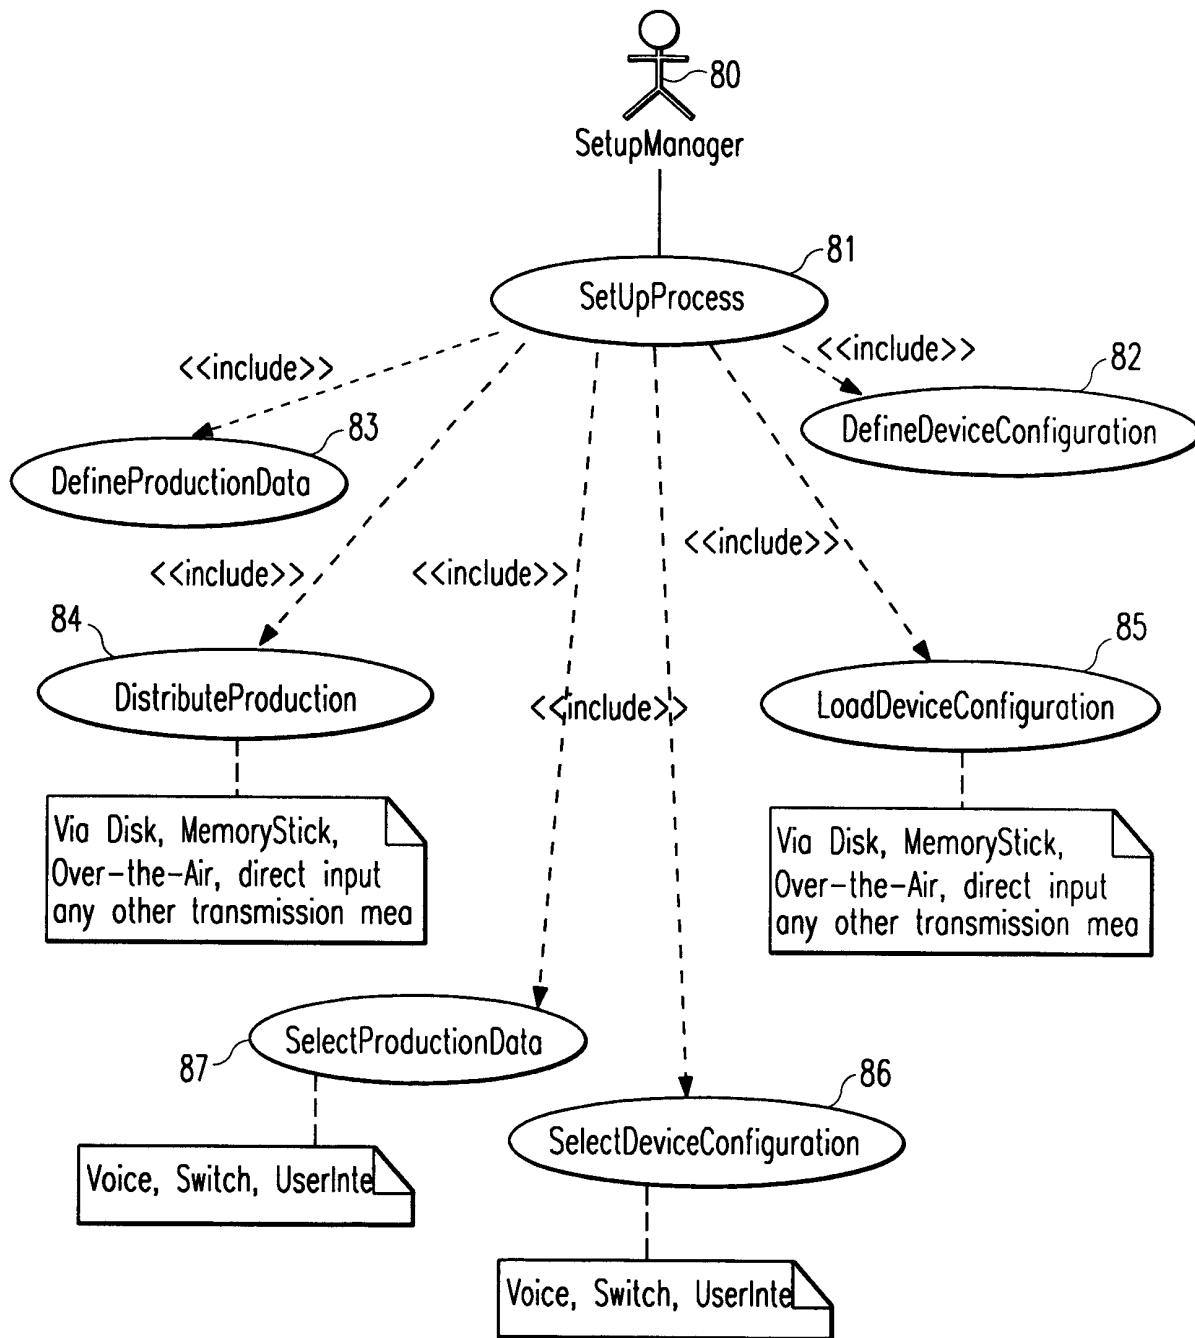 80
SetupManager
81
SetUpProcess
<<include>>
<<include>>
82
83
DefineDeviceConfiguration
DefineProductionData
<<include>>
<<include>>
<<include>>
84
85
DistributeProduction
<<include>>
LoadDeviceConfiguration
Via Disk, MemoryStick,
Over-the-Air, direct input
any other transmission mea
Via Disk, MemoryStick,
Over-the-Air, direct input
any other transmission mea
SelectProductionData
87
86
SelectDeviceConfiguration
Voice, Switch, UserInte
Voice, Switch, UserInte